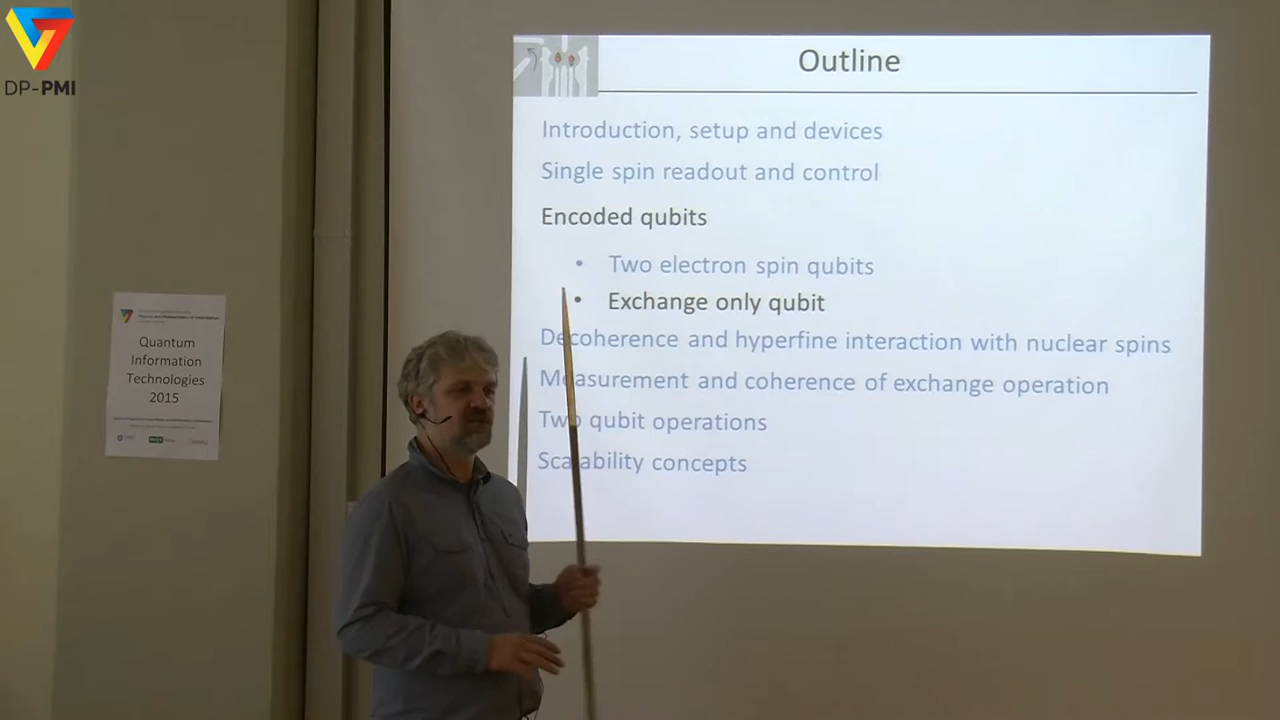 DP-PMI
Outline
Introduction, setup and devices
Single spin readout and control
Encoded qubits
• Two electron spin qubits
• Exchange only qubit
Decoherence and hyperfine interaction with nuclear spins
Measurement and coherence of exchange operation
Two qubit operations
Scalability concepts
Quantum
Information
Technologies
2015